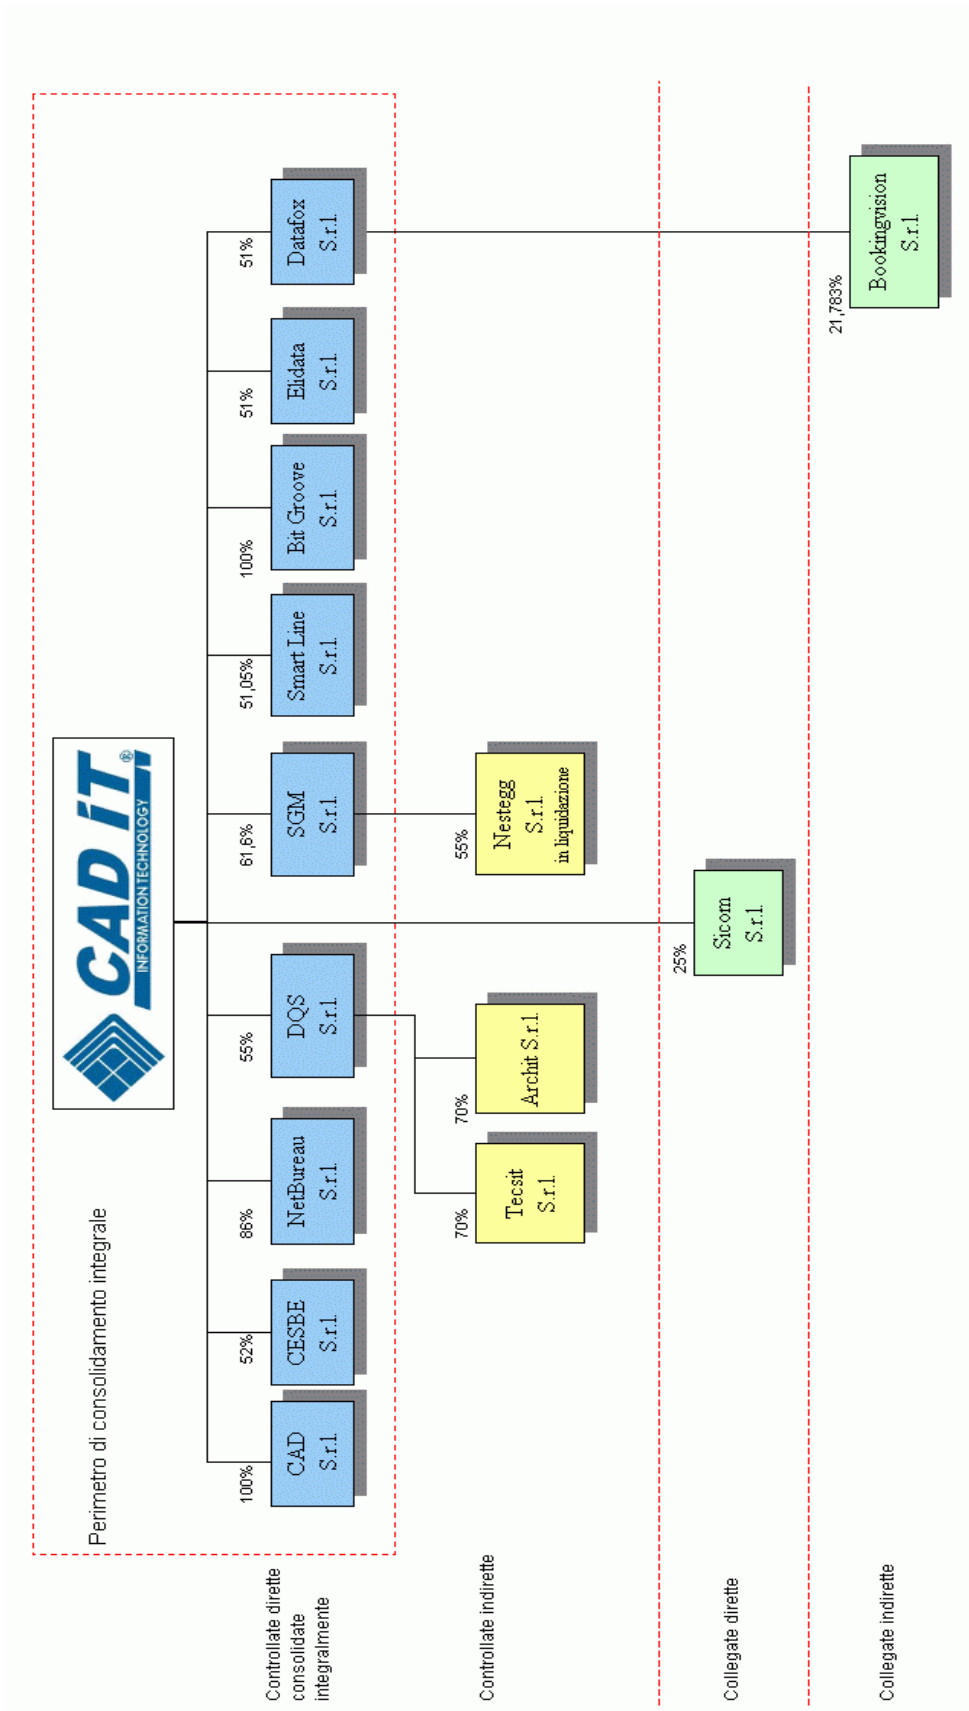 Perimetro di consolidamento integrale
CAD iT®
INFORMATION TECHNOLOGY
Controllate dirette
consolidate
integralmente
100%
CAD
S.r.l.
52%
CESBE
S.r.l.
86%
NetBureau
S.r.l.
55%
DQS
S.r.l.
61,6%
SGM
S.r.l.
51,05%
Smart Line
S.r.l.
100%
Bit Groove
S.r.l.
51%
Elidata
S.r.l.
51%
Datafox
S.r.l.
Controllate indirette
70%
Tecsit
S.r.l.
70%
Archit S.r.l.
55%
Nestegg
S.r.l.
in liquidazione
Collegate dirette
25%
Sicom
S.r.l.
Collegate indirette
21,783%
Bookingvision
S.r.l.